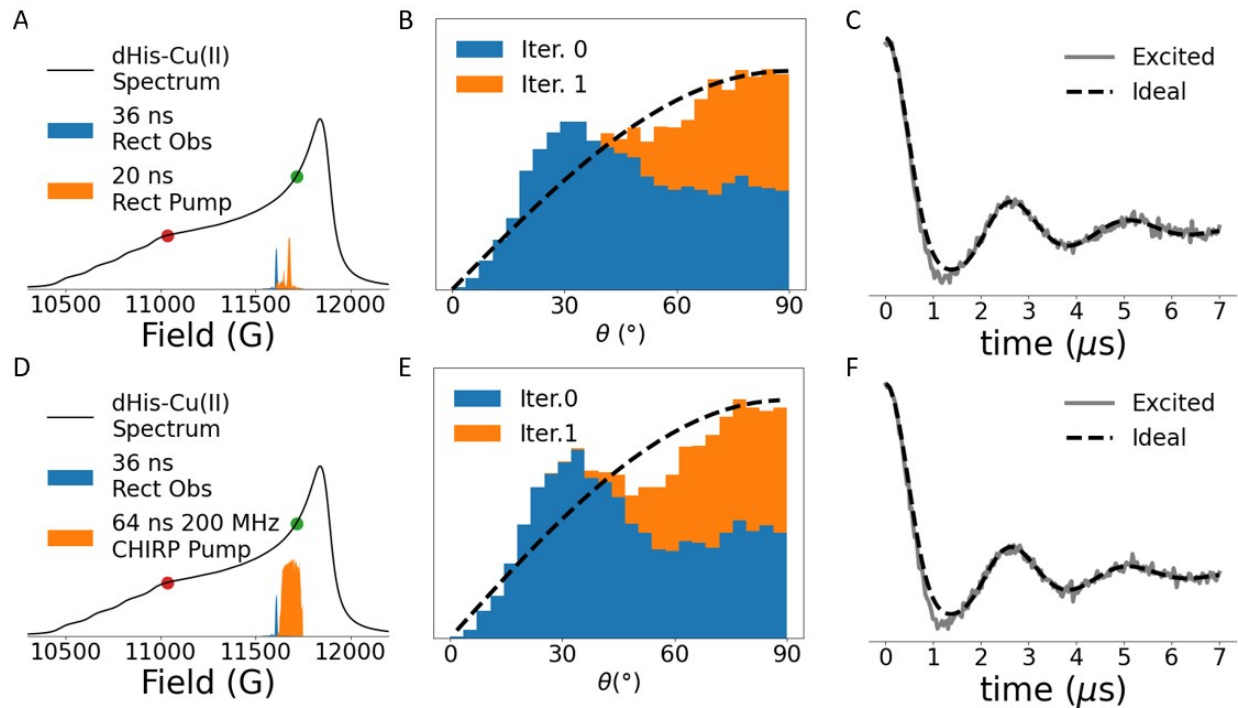 A
dHis-Cu(II)
Spectrum
36 ns
Rect Obs
20 ns
Rect Pump
10500 11000 11500 12000
Field (G)
B
Iter. 0
Iter. 1
0 30 60 90
θ (°)
C
Excited
Ideal
0 1 2 3 4 5 6 7
time (μs)
D
dHis-Cu(II)
Spectrum
36 ns
Rect Obs
64 ns 200 MHz
CHIRP Pump
10500 11000 11500 12000
Field (G)
E
Iter.0
Iter.1
0 30 60 90
θ(°)
F
Excited
Ideal
0 1 2 3 4 5 6 7
time (μs)